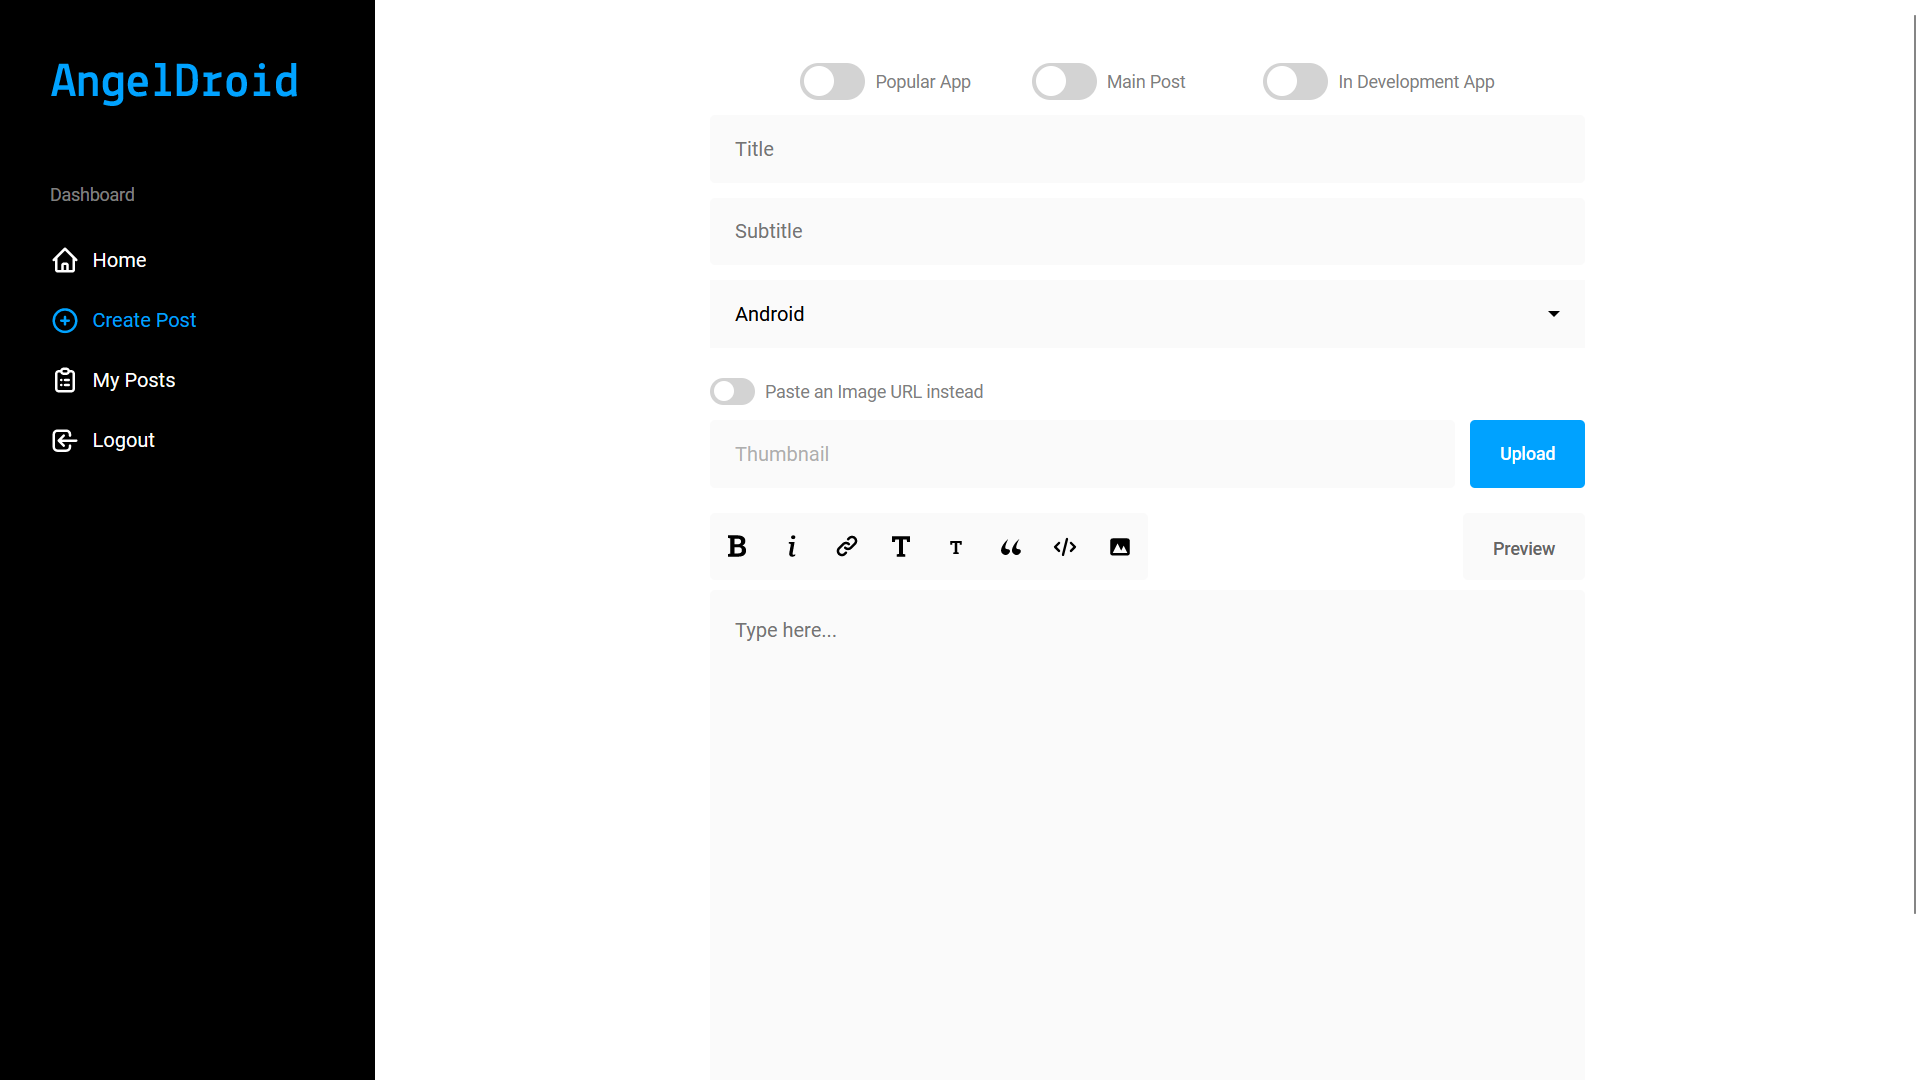 AngelDroid
Dashboard
Home
Create Post
My Posts
Logout
Popular App
Main Post
In Development App
Title
Subtitle
Android
Paste an Image URL instead
Thumbnail
Upload
B i T T “ </>
Preview
Type here...